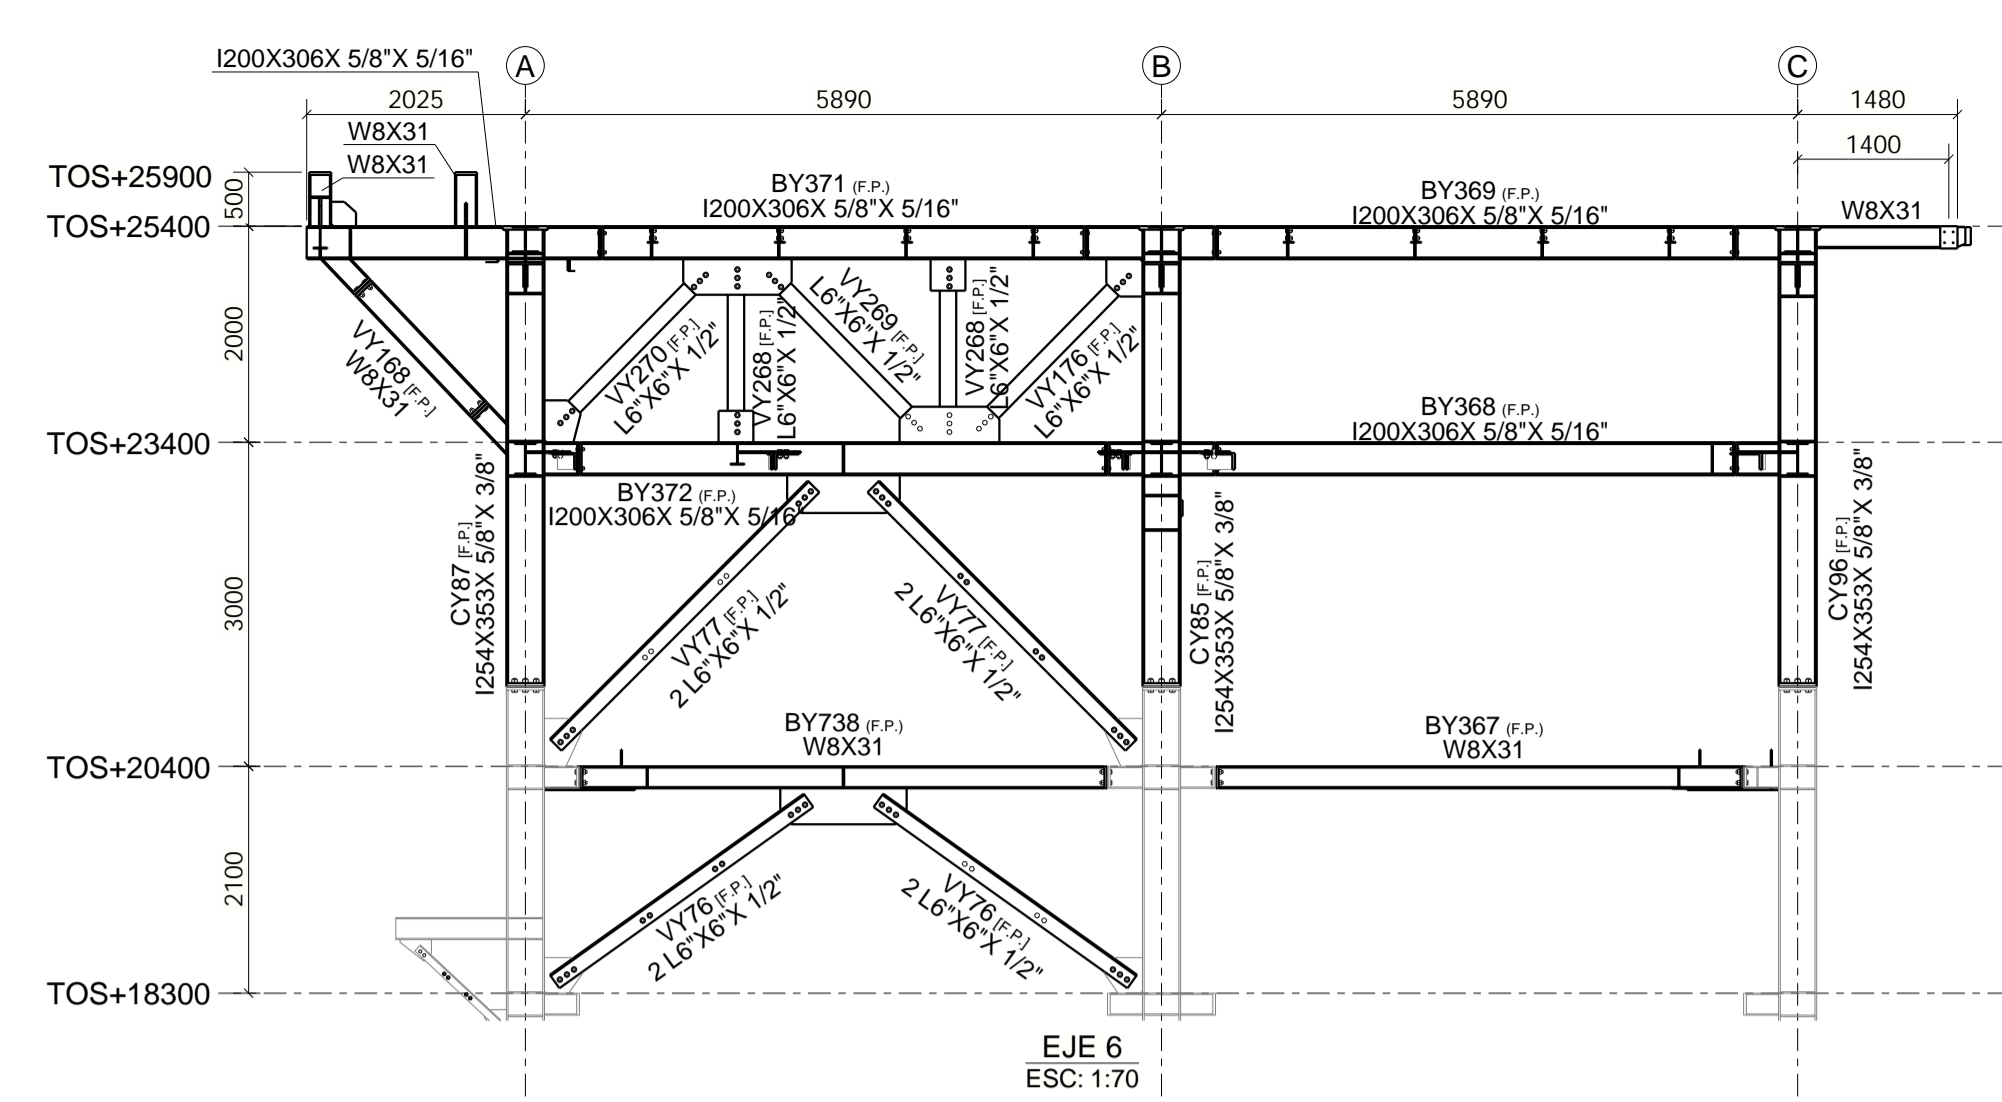 I200X306X 5/8"X 5/16"
A
B
C
2025
5890
5890
1480
1400
W8X31
W8X31
TOS+25900
500
TOS+25400
BY371 (F.P.)
I200X306X 5/8"X 5/16"
BY369 (F.P.)
I200X306X 5/8"X 5/16"
W8X31
2000
VY168 [F.P.]
W8X31
VY270 [F.P.]
L6"X6"X 1/2"
VY268 [F.P.]
L6"X6"X 1/2"
VY269 [F.P.]
L6"X6"X 1/2"
VY268 [F.P.]
L6"X6"X 1/2"
VY176 [F.P.]
L6"X6"X 1/2"
BY368 (F.P.)
I200X306X 5/8"X 5/16"
TOS+23400
BY372 (F.P.)
I200X306X 5/8"X 5/16"
CY87 [F.P.]
I254X353X 5/8"X 3/8"
CY85 [F.P.]
I254X353X 5/8"X 3/8"
CY96 [F.P.]
I254X353X 5/8"X 3/8"
3000
VY77 [F.P.]
2 L6"X6"X 1/2"
VY77 [F.P.]
2 L6"X6"X 1/2"
BY738 (F.P.)
W8X31
BY367 (F.P.)
W8X31
TOS+20400
2100
VY76 [F.P.]
2 L6"X6"X 1/2"
VY76 [F.P.]
2 L6"X6"X 1/2"
TOS+18300
EJE 6
ESC: 1:70